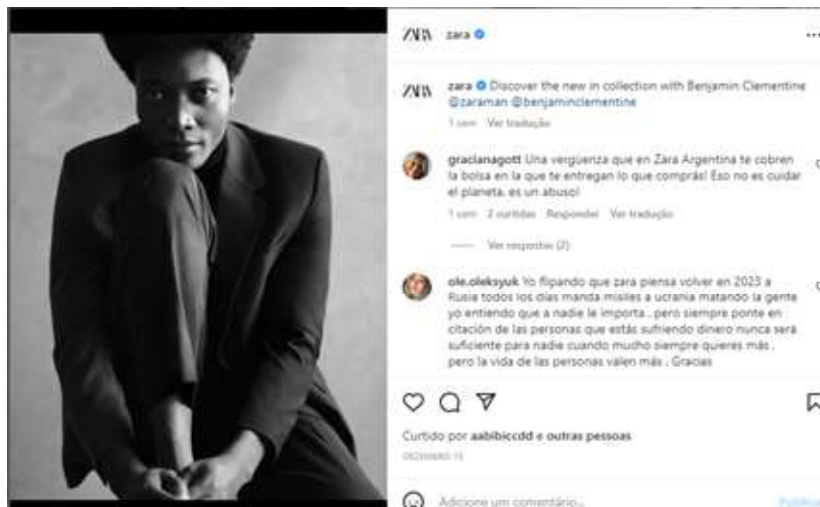 ZARA zara
ZARA zara Discover the new in collection with Benjamin Clementine
@zaraman @benjaminclementine
1 sem Ver tradução
gracianagott Una vergüenza que en Zara Argentina te cobren
la bolsa en la que te entregan lo que comprás! Eso no es cuidar
el planeta, es un abuso!
1 sem 2 curtidas Responder Ver tradução
Ver respostas (2)
ole.oleksyuk Yo flipando que zara piensa volver en 2023 a
Rusia todos los días manda misiles a ucrania matando la gente
yo entiendo que a nadie le importa . pero siempre ponte en
citación de las personas que estás sufriendo dinero nunca será
suficiente para nadie cuando mucho siempre quieres más .
pero la vida de las personas valen más . Gracias
Curtido por aabibiccdd e outras pessoas
DEZEMBRO
Adicione um comentário...
Publicar